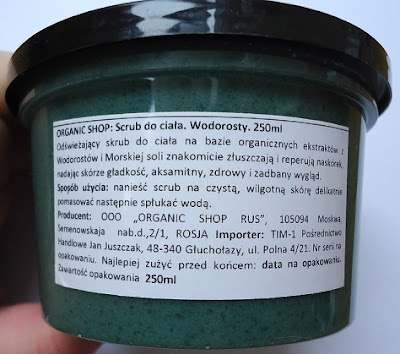 ORGANIC SHOP: Scrub do ciała. Wodorosty. 250ml
Odświeżający skrub do ciała na bazie organicznych ekstraktów z
Wodorostów i Morskiej soli znakomicie złuszczają i reperują naskórek,
nadając skórze gładkość, aksamitny, zdrowy i zadbany wygląd.
Sposób użycia: nanieść scrub na czystą, wilgotną skórę delikatnie
pomasować następnie spłukać wodą.
Producent: OOO „ORGANIC SHOP RUS", 105094 Moskwa,
Semenowskaja nab.d.,2/1, ROSJA Importer: TIM-1 Pośrednictwo
Handlowe Jan Juszczak, 48-340 Głuchołazy, ul. Polna 4/21. Nr serii na
opakowaniu. Najlepiej zużyć przed końcem: data na opakowaniu.
Zawartość opakowania 250ml